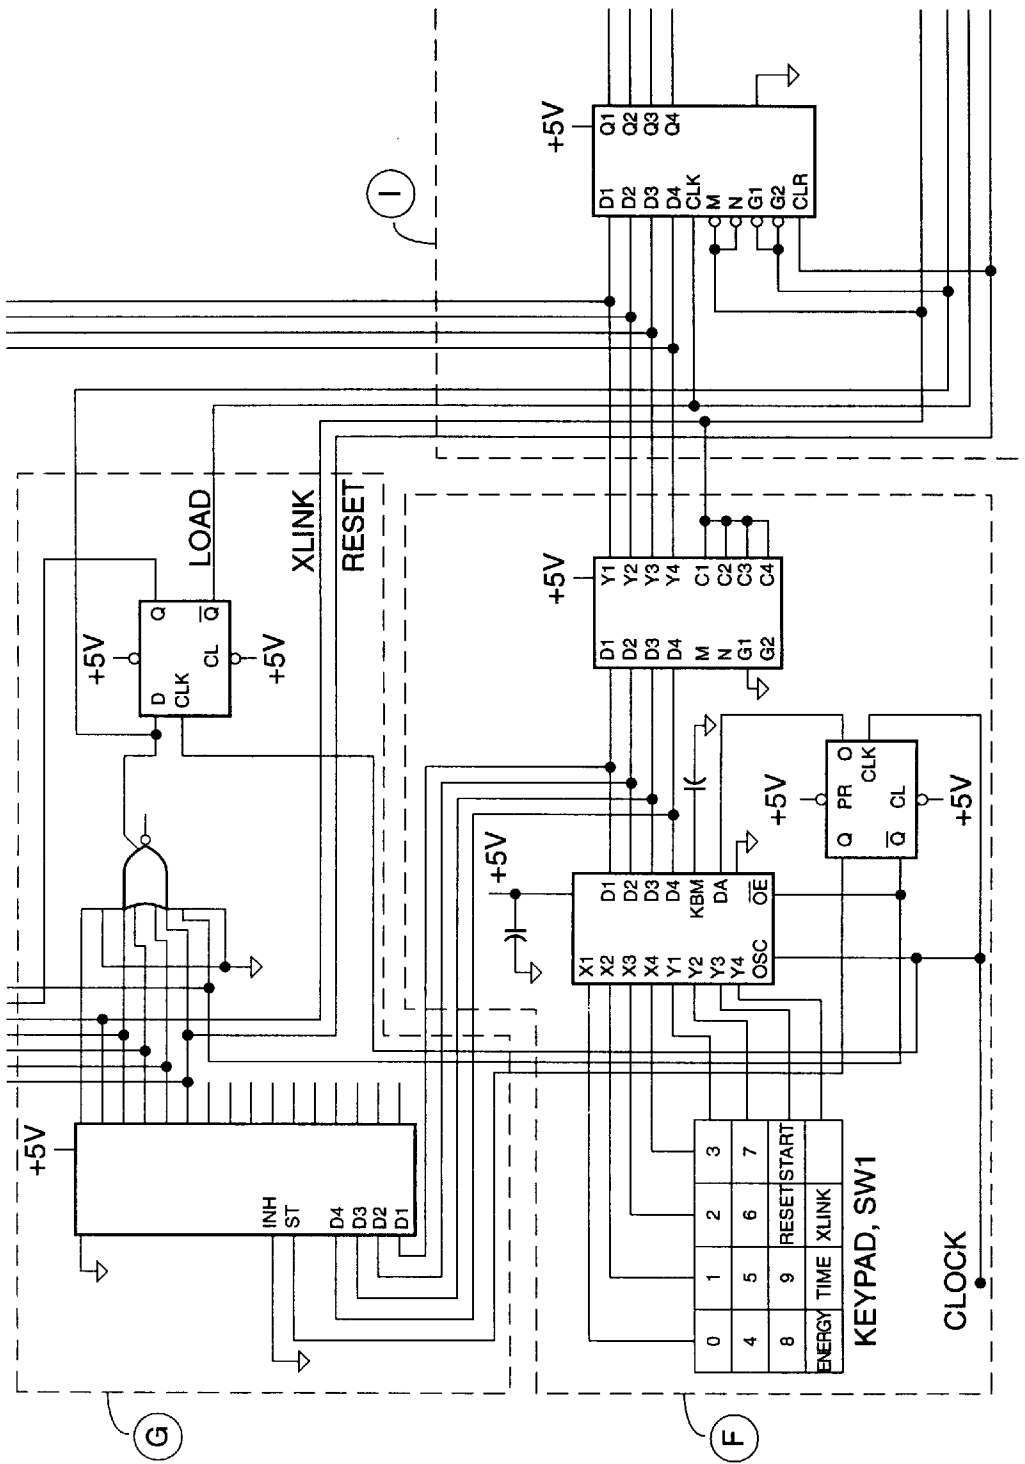 I
+5V
D1 Q1
D2 Q2
D3 Q3
D4 Q4
CLK
M
N
G1
G2
CLR
LOAD
XLINK
RESET
+5V
D Q
CLK
CL Q
+5V
+5V
D1 Y1
D2 Y2
D3 Y3
D4 Y4
M C1
N C2
G1 C3
G2 C4
+5V
O PR Q
CLK CL Q
+5V
+5V
X1
X2 D1
X3 D2
X4 D3
Y1 D4
Y2 KBM
Y3 DA
Y4
OSC OE
+5V
INH
ST
D4
D3
D2
D1
0 1 2 3
4 5 6 7
8 9 RESET START
ENERGY TIME XLINK
KEYPAD, SW1
CLOCK
G
F